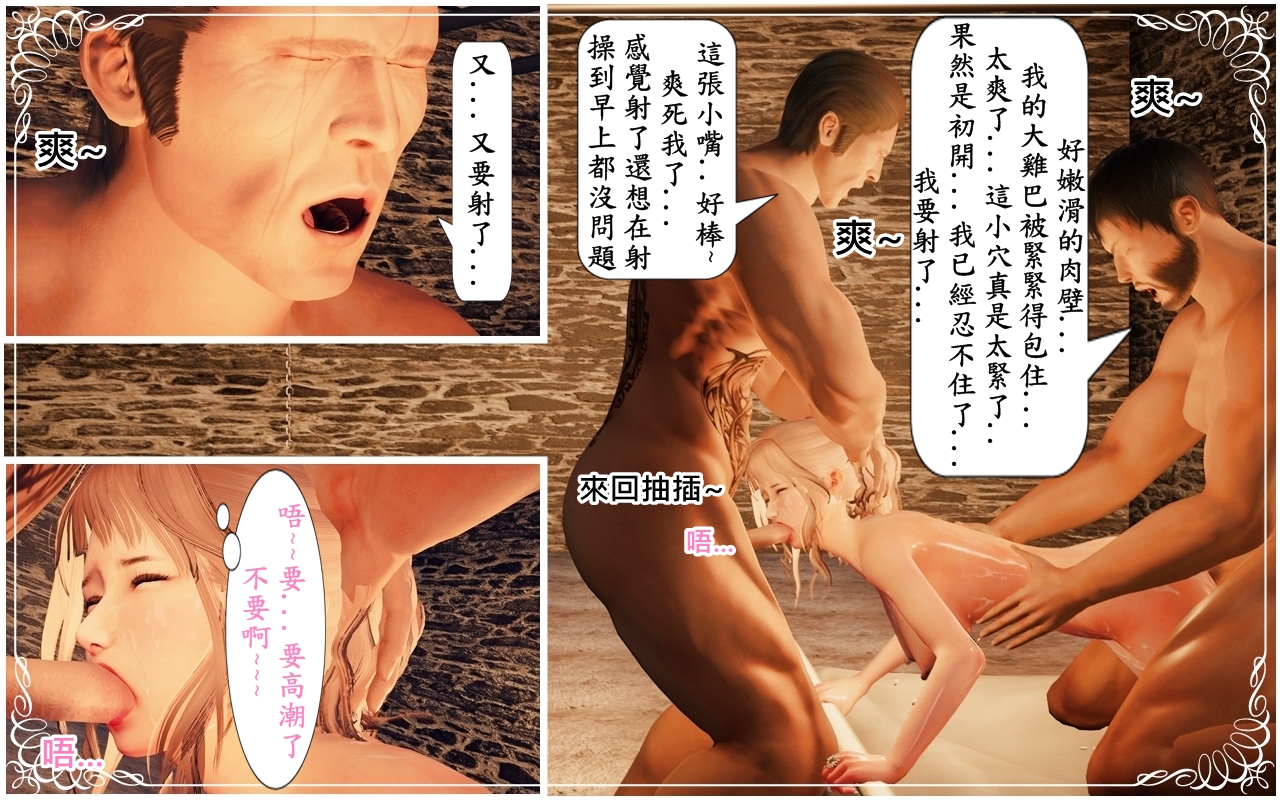 爽~
好嫩滑的肉壁....
我的大雞巴被緊緊得包住...
太爽了....這小穴真是太緊了..
果然是初開...我已經忍不住了....
我要射了....
爽~
這張小嘴..好棒~
爽死我了....
感覺射了還想在射
操到早上都沒問題
來回抽插~
唔...
又....又要射了....
爽~
唔~~要...要高潮了
不要啊~~~
唔...